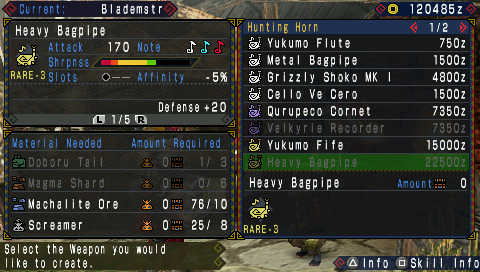 Current: Blademstr
120485z
Heavy Bagpipe
Attack 170 Note
Shrpnss
RARE-3
Slots ●--- Affinity -5%
Defense +20
L 1/5 R
Material Needed Amount Required
Doboru Tail 0 1/ 3
Magma Shard 0 0/ 6
Machalite Ore 0 76/10
Screamer 0 25/ 8
Select the Weapon you would
like to create.
Hunting Horn 1/2
Yukumo Flute 750z
Metal Bagpipe 1500z
Grizzly Shoko MK I 4800z
Cello Ve Cero 1500z
Qurupeco Cornet 7350z
Valkyrie Recorder 7350z
Yukumo Fife 15000z
Heavy Bagpipe 22500z
Heavy Bagpipe Amount 0
RARE-3
△ Info □ Skill Info